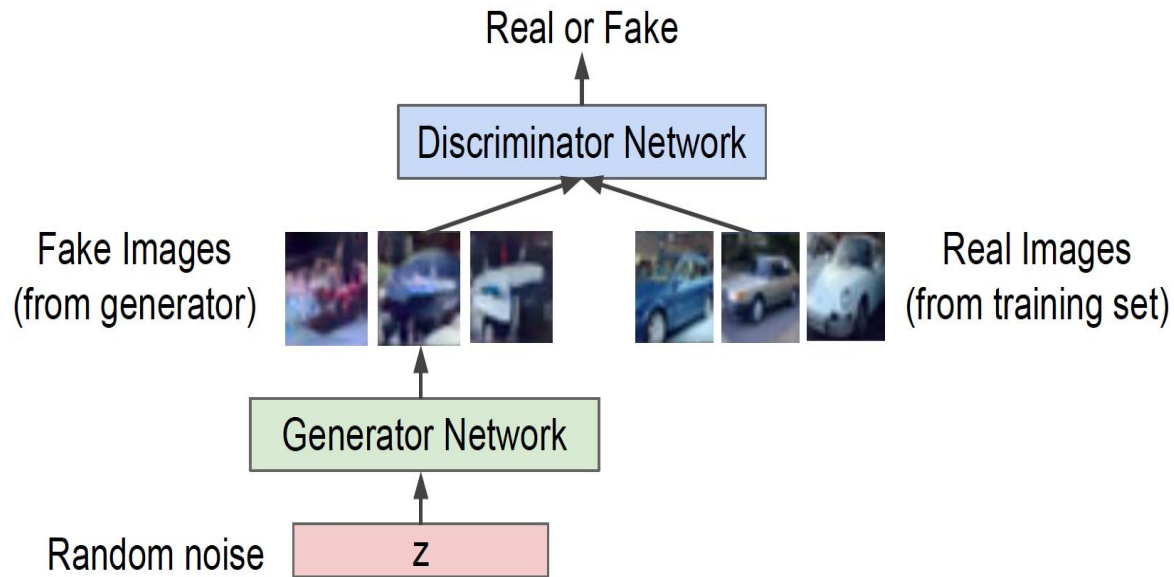 Real or Fake
Discriminator Network
Fake Images
(from generator)
Real Images
(from training set)
Generator Network
Random noise
z